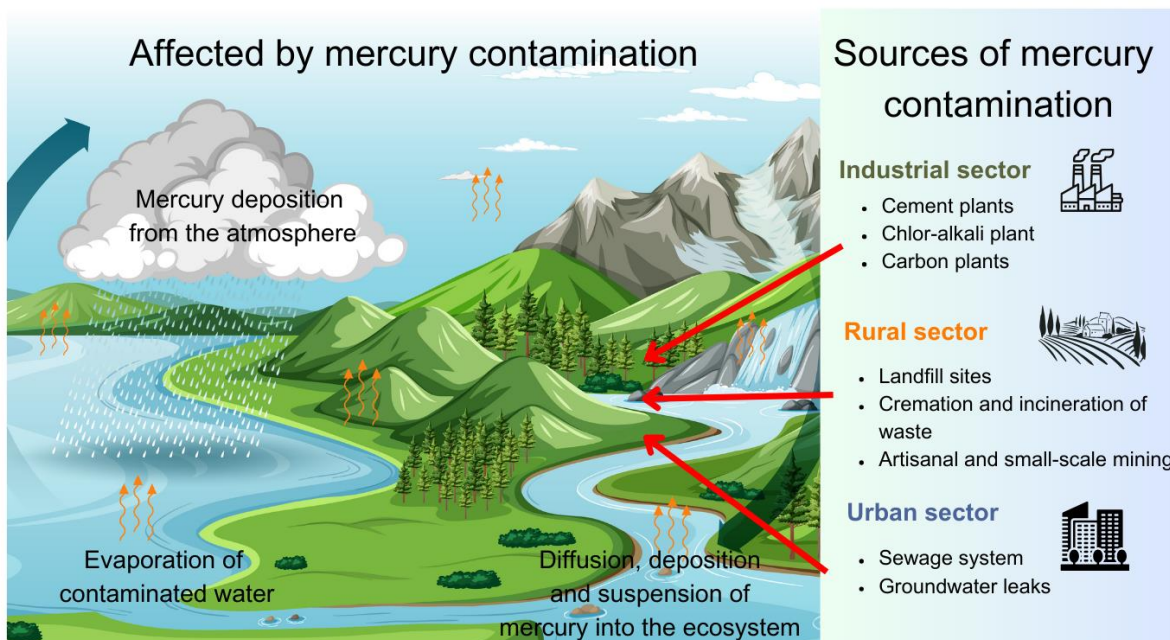 Affected by mercury contamination
Mercury deposition
from the atmosphere
Evaporation of
contaminated water
Diffusion, deposition
and suspension of
mercury into the ecosystem
Sources of mercury
contamination
Industrial sector
• Cement plants
• Chlor-alkali plant
• Carbon plants
Rural sector
• Landfill sites
• Cremation and incineration of
waste
• Artisanal and small-scale mining
Urban sector
• Sewage system
• Groundwater leaks